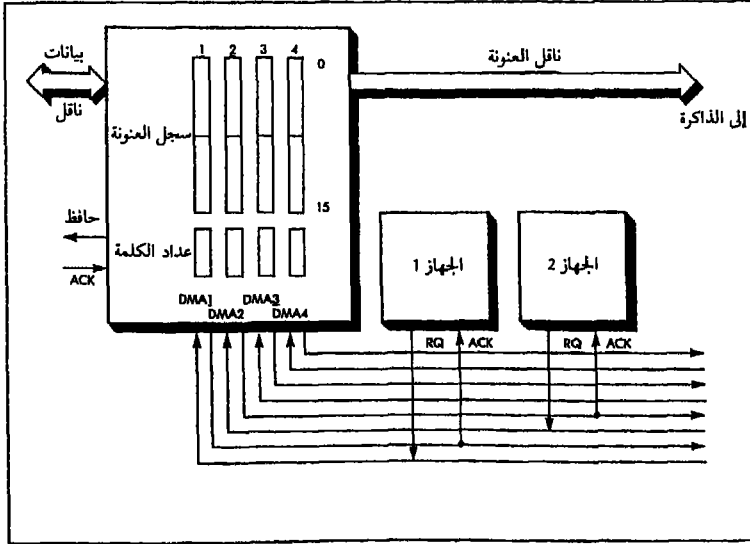 1 2 3 4
بيانات
ناقل
ناقل العنونة
إلى الذاكرة
0
سجل العنونة
15
حافظ
ACK
عداد الكلمة
DMA1
DMA2
DMA3
DMA4
الجهاز 1
الجهاز 2
RQ ACK
RQ ACK